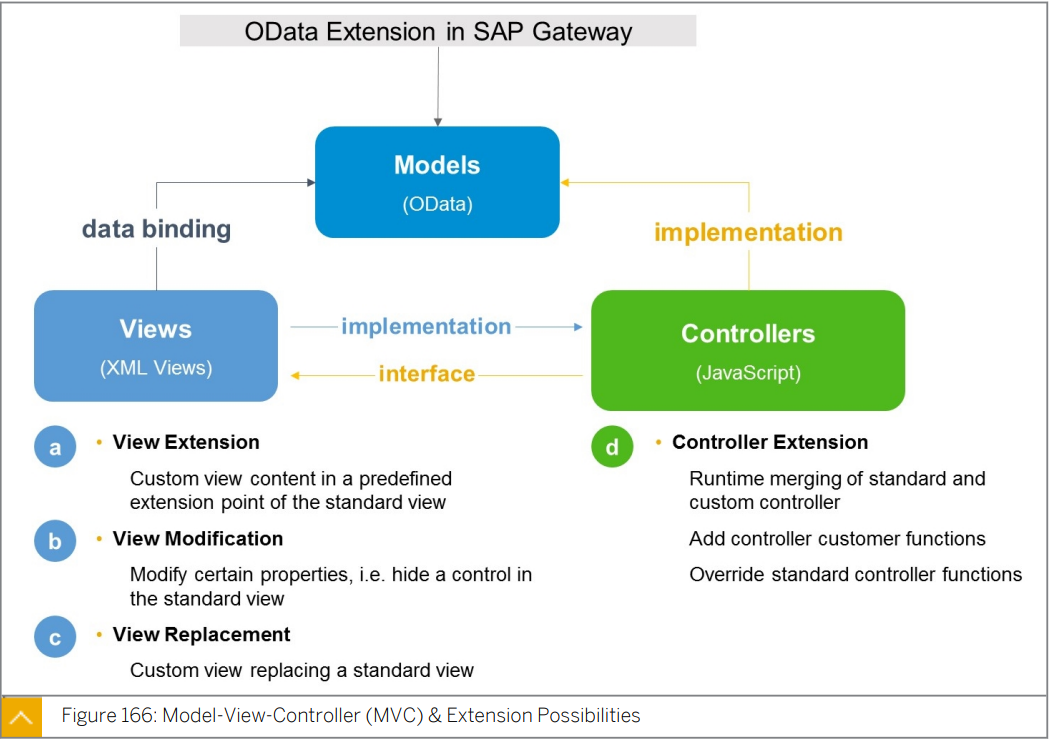 OData Extension in SAP Gateway
Models
(OData)
data binding
implementation
Views
(XML Views)
implementation
interface
Controllers
(JavaScript)
a
• View Extension
Custom view content in a predefined
extension point of the standard view
b
• View Modification
Modify certain properties, i.e. hide a control in
the standard view
c
• View Replacement
Custom view replacing a standard view
d
• Controller Extension
Runtime merging of standard and
custom controller
Add controller customer functions
Override standard controller functions
Figure 166: Model-View-Controller (MVC) & Extension Possibilities